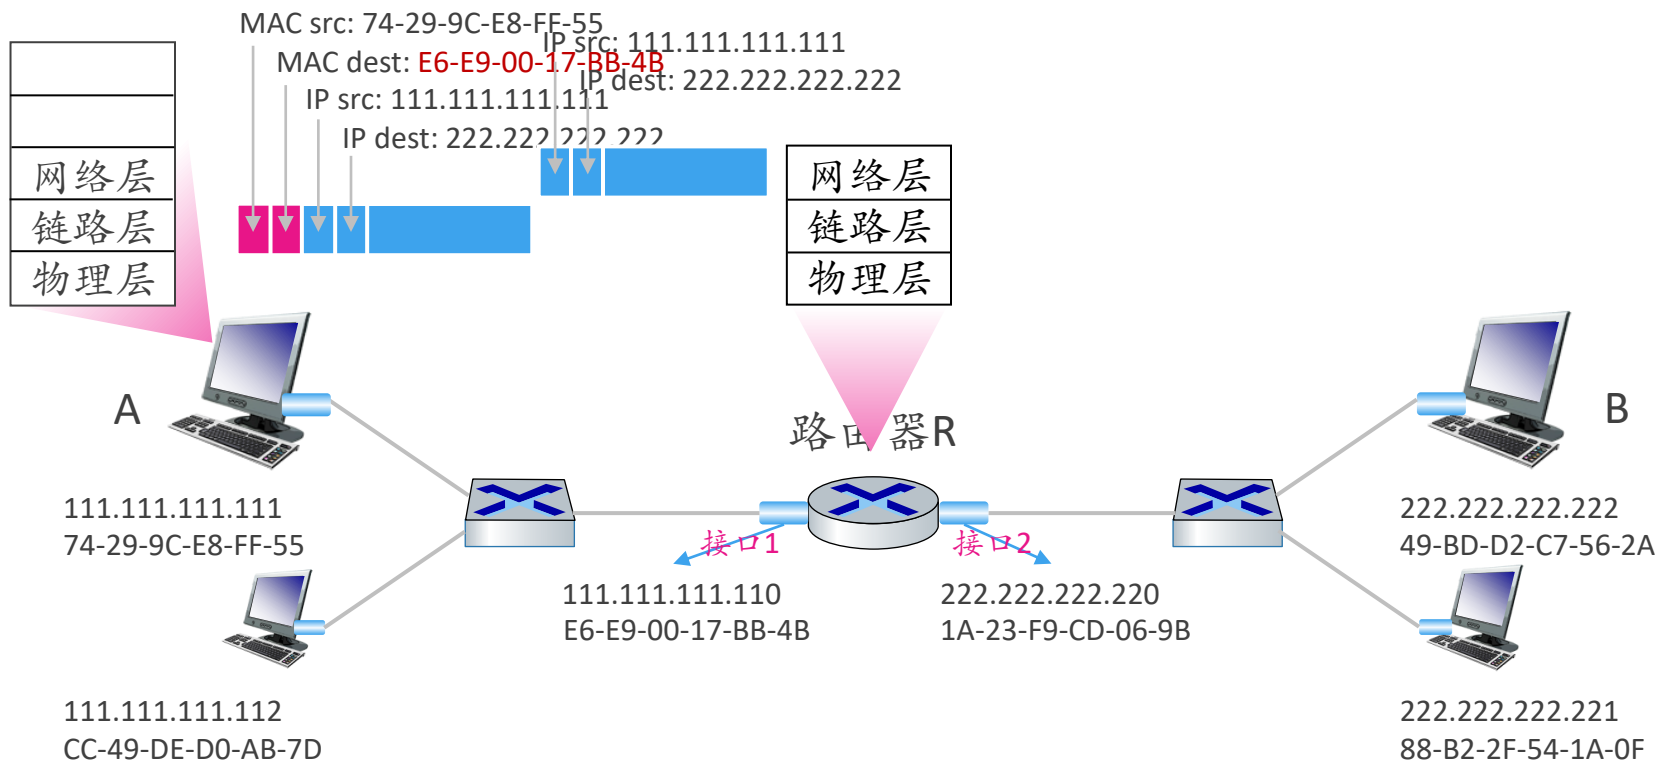 MAC src: 74-29-9C-E8-FF-55
MAC dest: E6-E9-00-17-BB-4B
IP src: 111.111.111.111
IP dest: 222.222.222.222
IP src: 111.111.111.111
IP dest: 222.222.222.222
网络层
链路层
物理层
网络层
链路层
物理层
A
路由器R
B
接口1
接口2
111.111.111.111
74-29-9C-E8-FF-55
111.111.111.110
E6-E9-00-17-BB-4B
222.222.222.220
1A-23-F9-CD-06-9B
222.222.222.222
49-BD-D2-C7-56-2A
111.111.111.112
CC-49-DE-D0-AB-7D
222.222.222.221
88-B2-2F-54-1A-0F